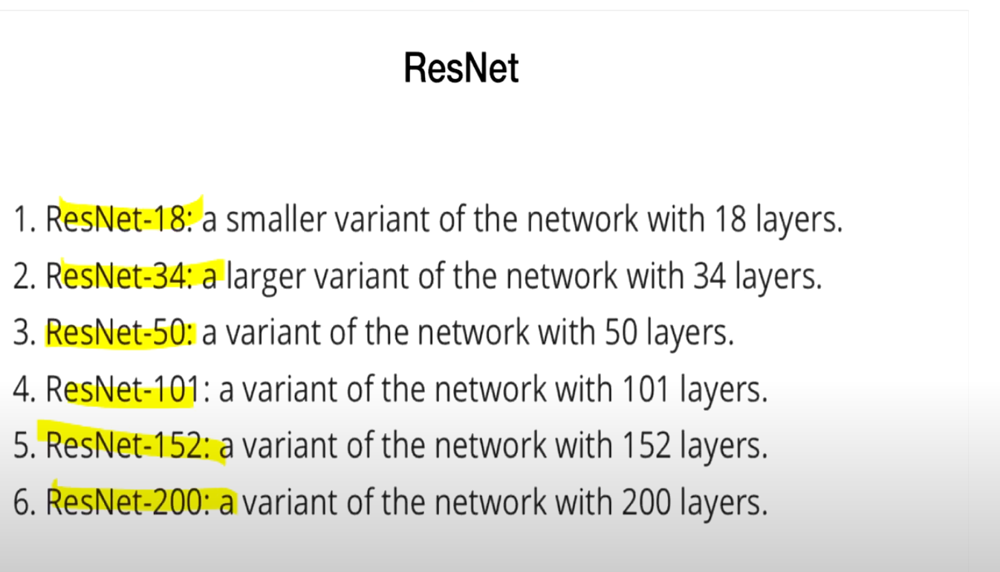 ResNet
1. ResNet-18: a smaller variant of the network with 18 layers.
2. ResNet-34: a larger variant of the network with 34 layers.
3. ResNet-50: a variant of the network with 50 layers.
4. ResNet-101: a variant of the network with 101 layers.
5. ResNet-152: a variant of the network with 152 layers.
6. ResNet-200: a variant of the network with 200 layers.